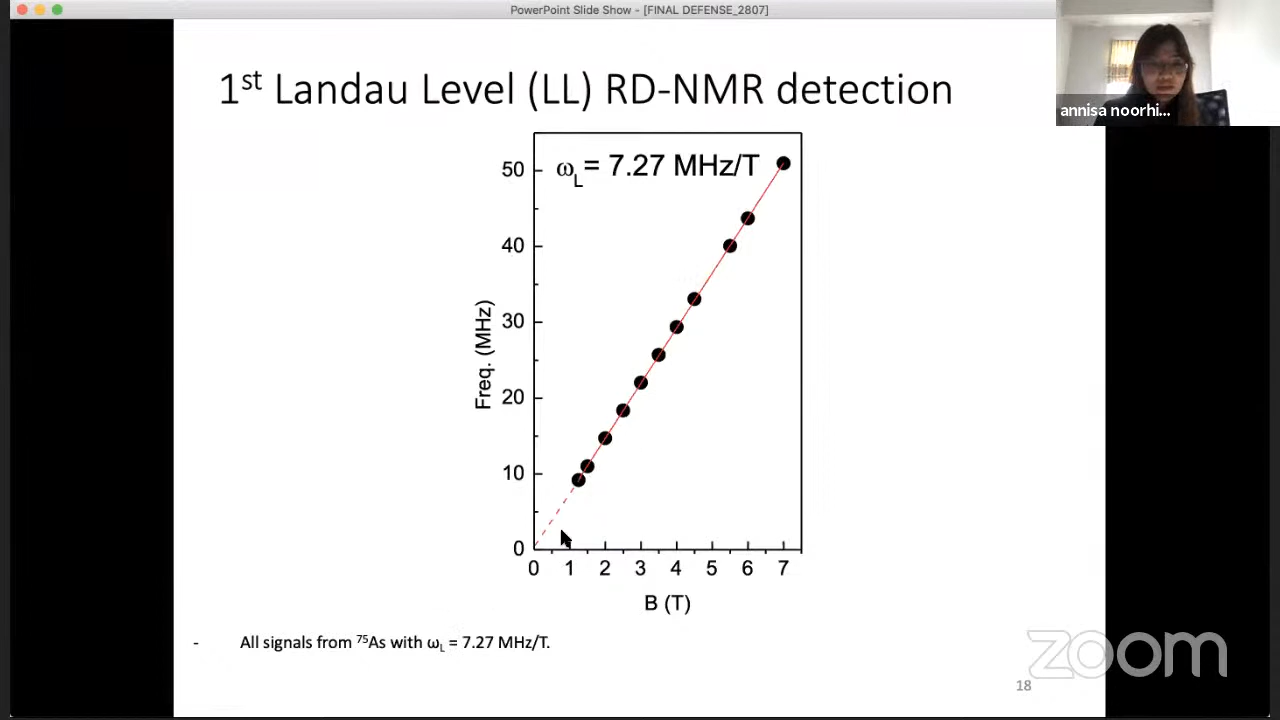 PowerPoint Slide Show - [FINAL DEFENSE_2807]
annisa noorhi...
1st Landau Level (LL) RD-NMR detection
ωL= 7.27 MHz/T
50
40
30
20
10
0
Freq. (MHz)
0 1 2 3 4 5 6 7
B (T)
- All signals from 75As with ωL = 7.27 MHz/T.
zoom
18